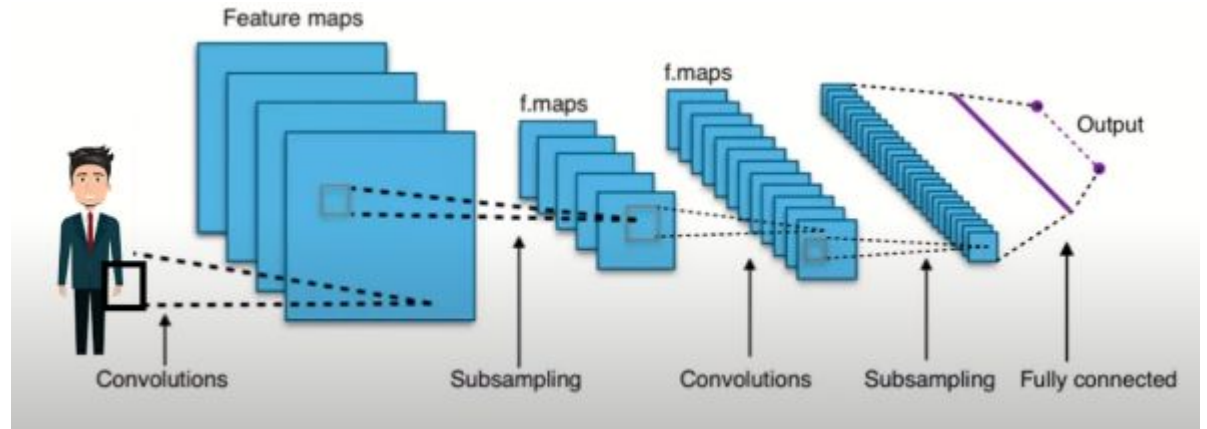 Feature maps
f.maps
f.maps
Output
Convolutions
Subsampling
Convolutions
Subsampling
Fully connected